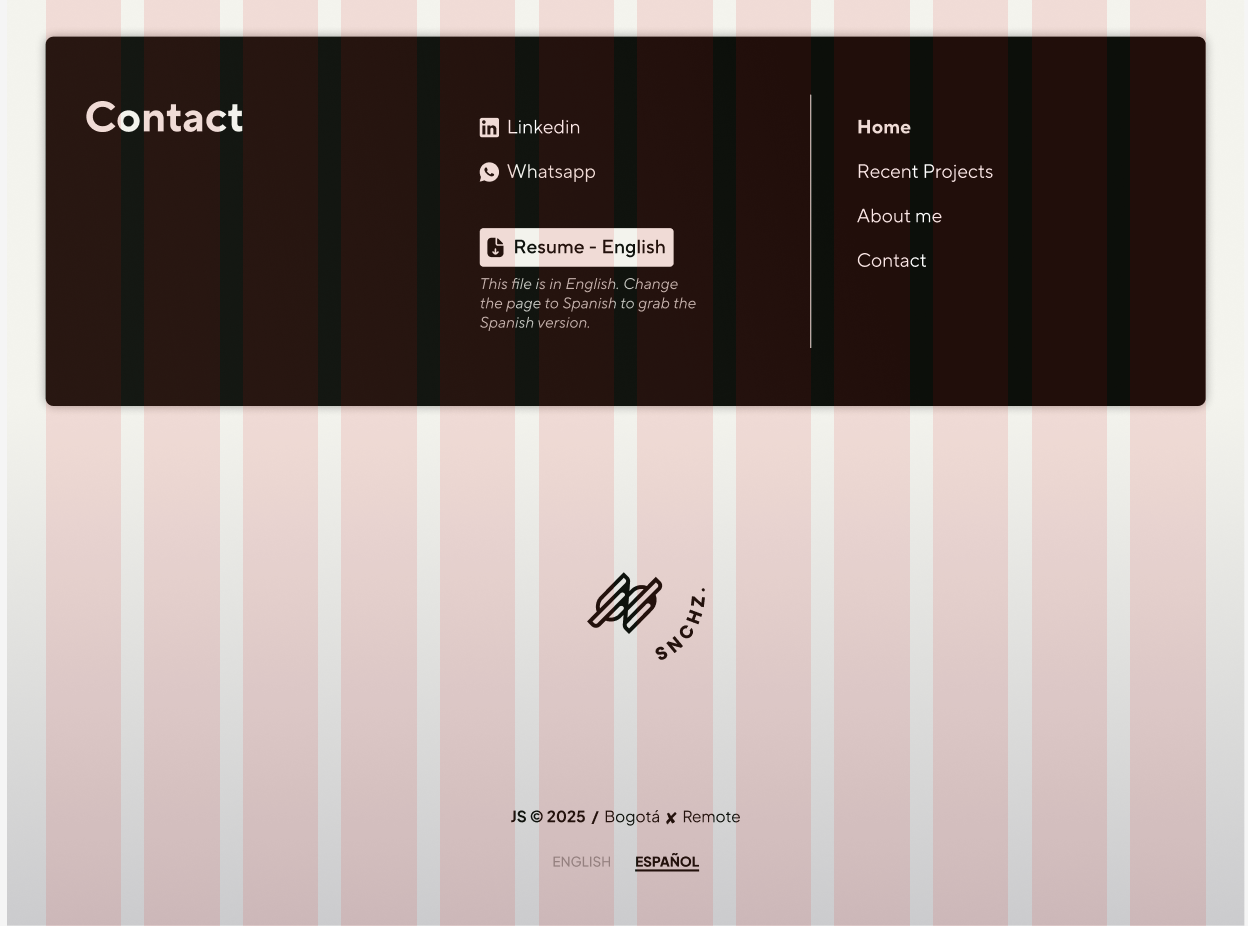 Contact
Linkedin
Whatsapp
Resume - English
This file is in English. Change
the page to Spanish to grab the
Spanish version.
Home
Recent Projects
About me
Contact
SNCHZ.
JS © 2025 / Bogotá ✘ Remote
ENGLISH ESPAÑOL